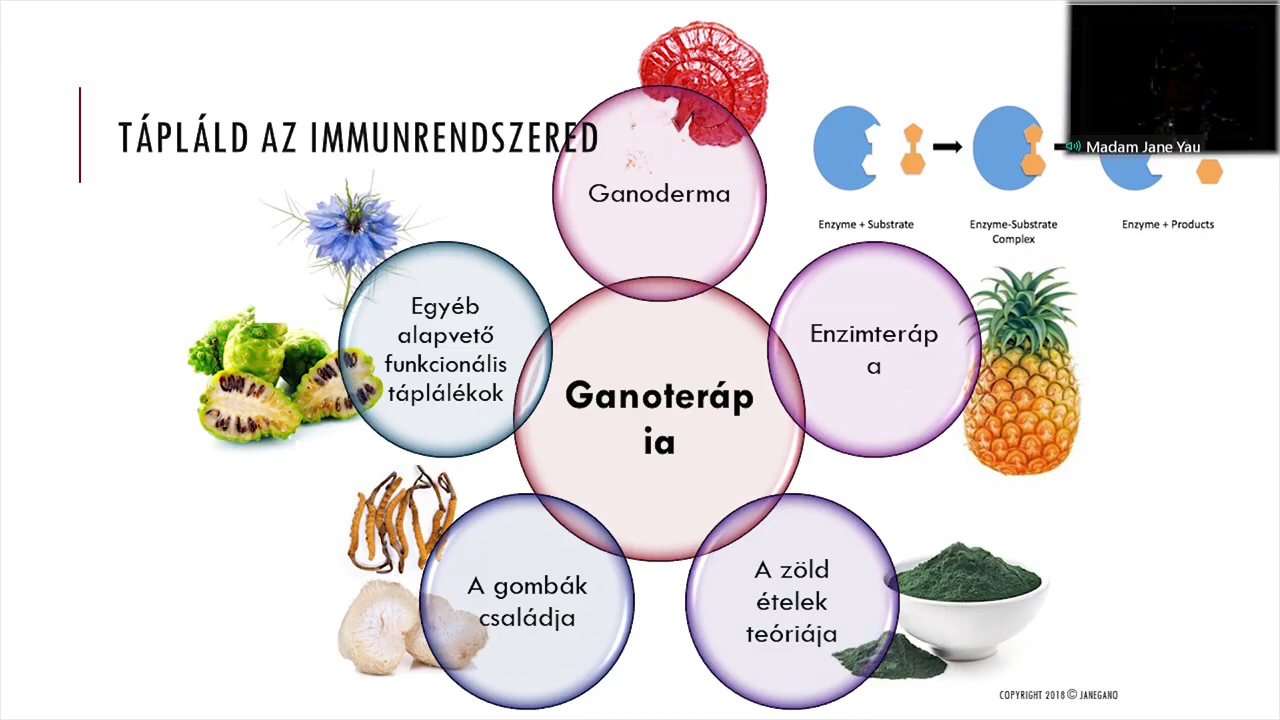 TÁPLÁLD AZ IMMUNRENDSZERED
Ganoderma
Madam Jane Yau
Enzyme + Substrate
Enzyme-Substrate
Complex
Enzyme + Products
Egyéb
alapvető
funkcionális
táplálékok
Enzimteráp
a
Ganoteráp
ia
A gombák
családja
A zöld
ételek
teóriája
COPYRIGHT 2018 © JANEGANO